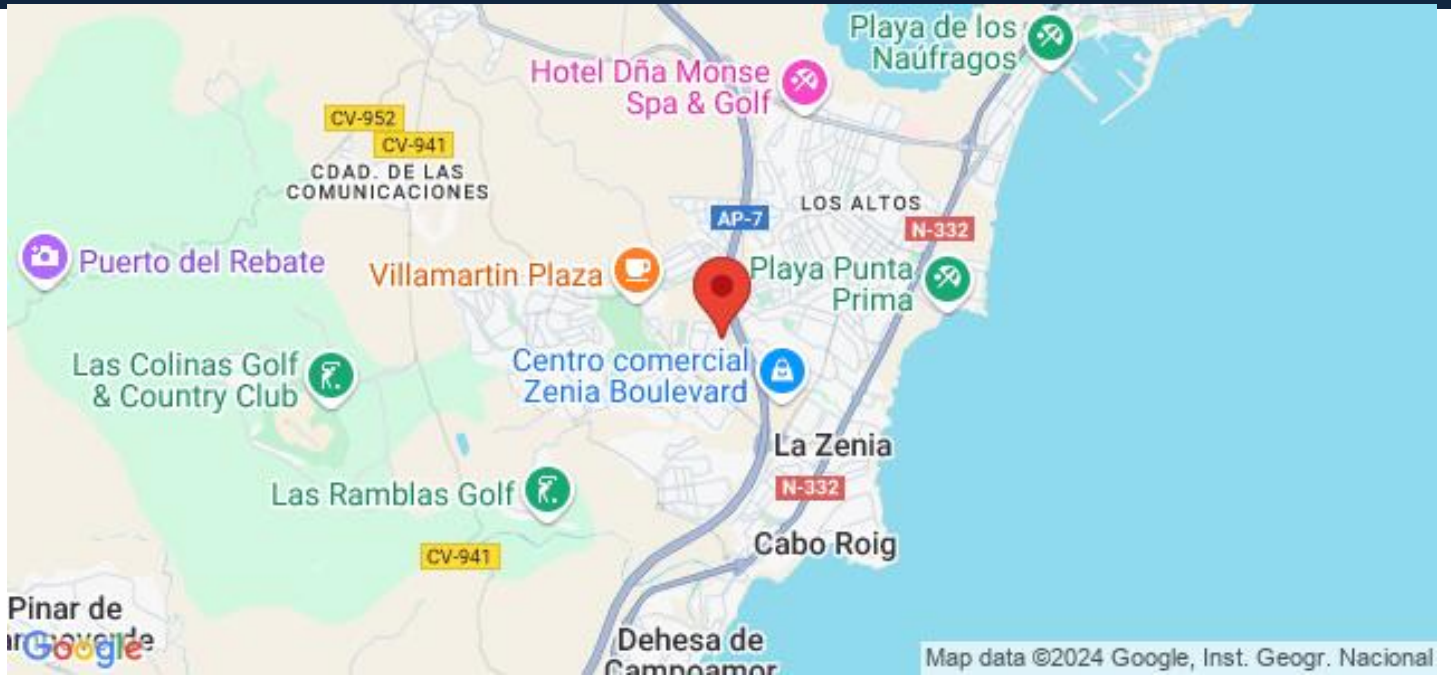 Playa de los
Naúfragos
Hotel Dña Monse
Spa & Golf
CV-952
CV-941
CDAD. DE LAS
COMUNICACIONES
LOS ALTOS
AP-7
N-332
Puerto del Rebate
Villamartin Plaza
Playa Punta
Prima
Las Colinas Golf
& Country Club
Centro comercial
Zenia Boulevard
La Zenia
Las Ramblas Golf
N-332
Cabo Roig
CV-941
Pinar de
Google
Dehesa de
Campoamor
Map data ©2024 Google, Inst. Geogr. Nacional